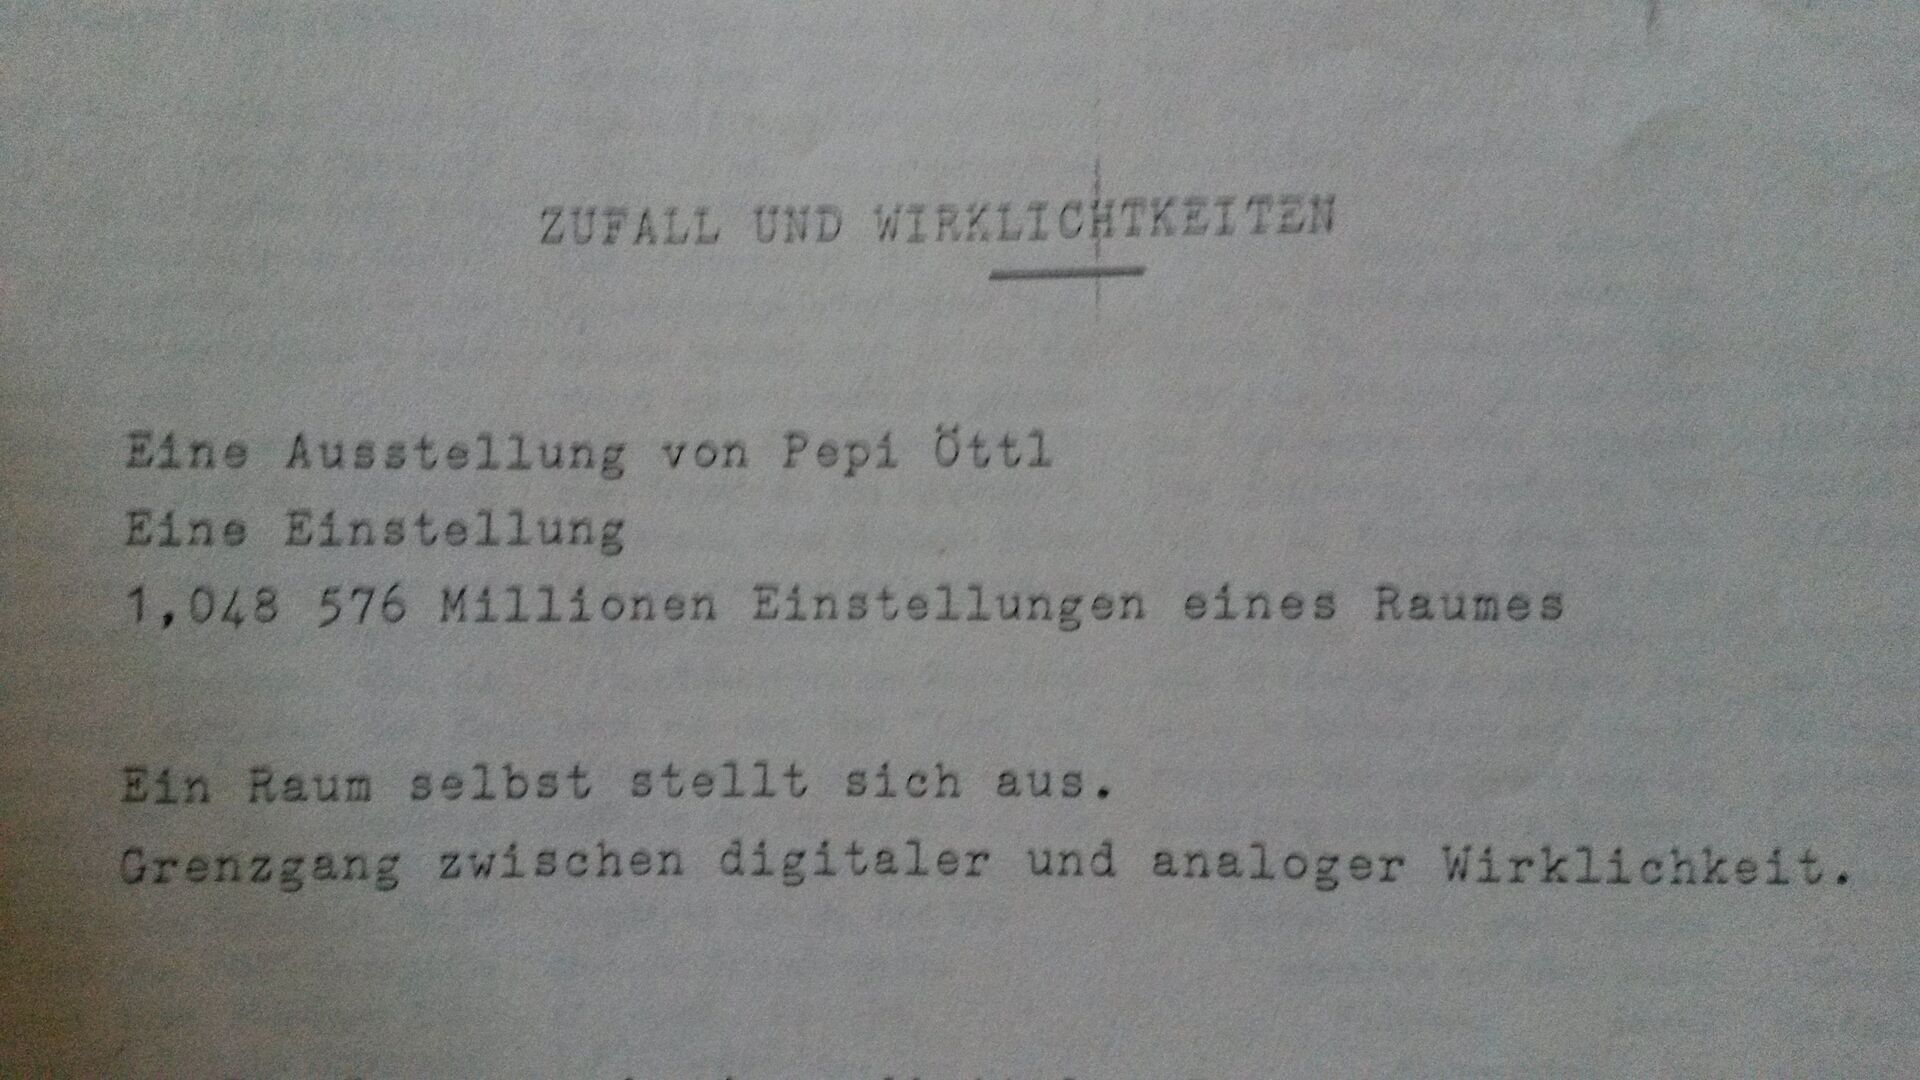 ZUFALL UND WIRKLICHTKEITEN
Eine Ausstellung von Pepi Öttl
Eine Einstellung
1,048 576 Millionen Einstellungen eines Raumes
Ein Raum selbst stellt sich aus.
Grenzgang zwischen digitaler und analoger Wirklichkeit.